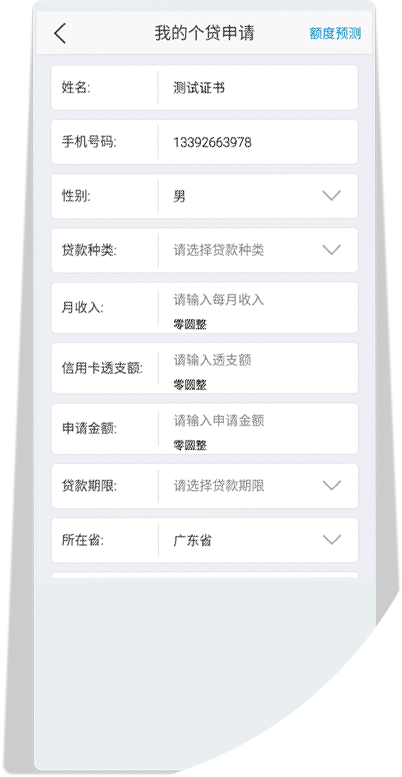 我的个贷申请 额度预测
姓名: 测试证书
手机号码: 13392663978
性别: 男
贷款种类: 请选择贷款种类
月收入: 请输入每月收入
零圆整
信用卡透支额: 请输入透支额
零圆整
申请金额: 请输入申请金额
零圆整
贷款期限: 请选择贷款期限
所在省: 广东省